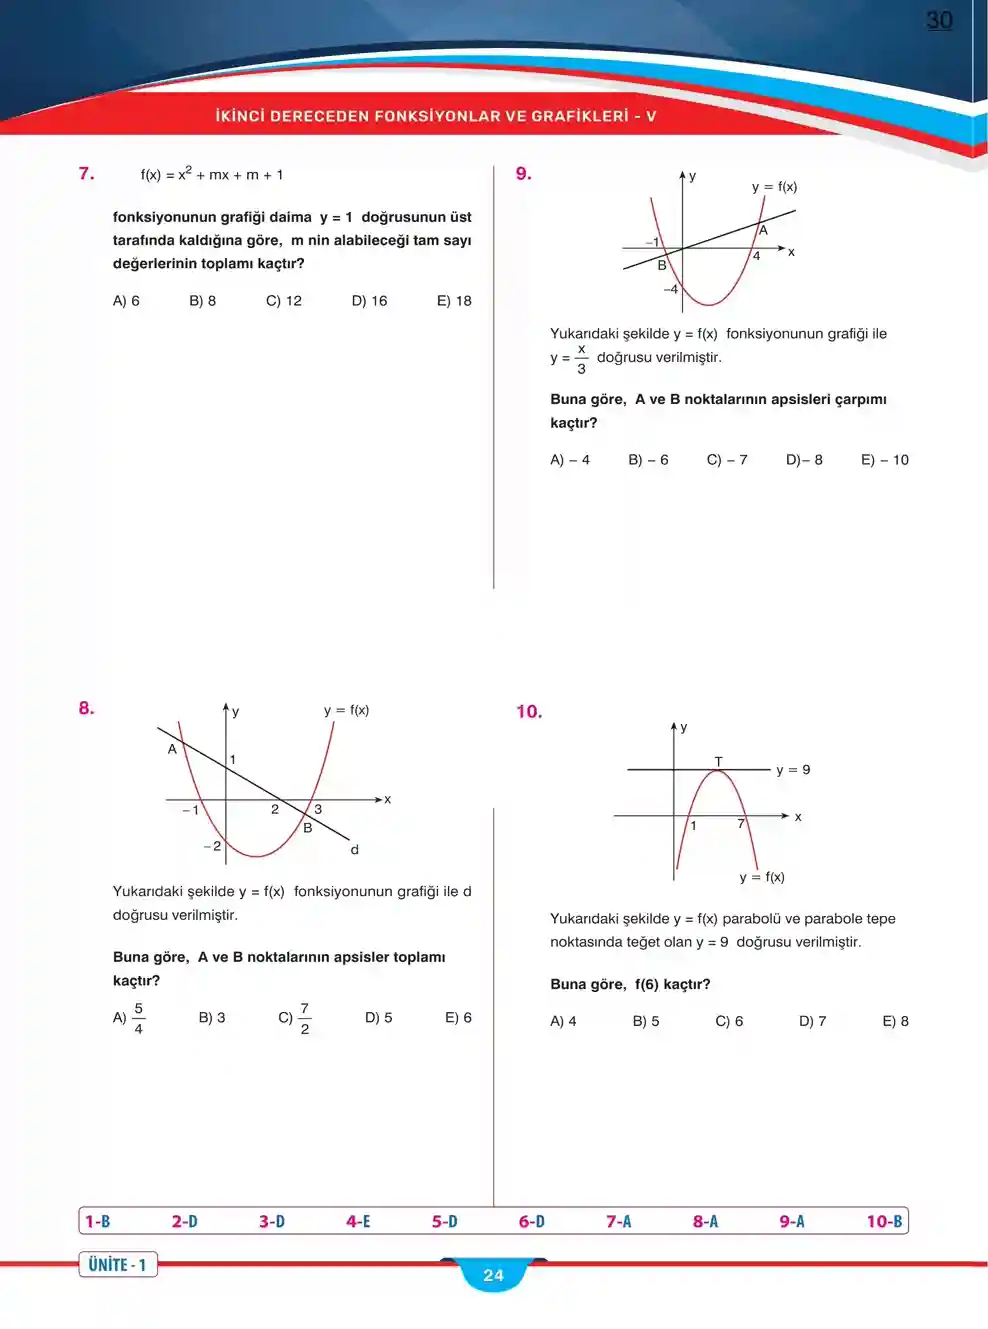 30
İKİNCİ DERECEDEN FONKSİYONLAR VE GRAFİKLERİ - V
7.
f(x) = x² + mx + m + 1
fonksiyonunun grafiği daima y = 1 doğrusunun üst
tarafında kaldığına göre, m nin alabileceği tam sayı
değerlerinin toplamı kaçtır?
A) 6 B) 8 C) 12 D) 16 E) 18
8.
y
y = f(x)
A
1
–1
2
3
x
B
–2
d
Yukarıdaki şekilde y = f(x) fonksiyonunun grafiği ile d
doğrusu verilmiştir.
Buna göre, A ve B noktalarının apsisler toplamı
kaçtır?
A) 5/4 B) 3 C) 7/2 D) 5 E) 6
9.
y
y = f(x)
A
–1
4
x
B
–4
Yukarıdaki şekilde y = f(x) fonksiyonunun grafiği ile
y = x/3 doğrusu verilmiştir.
Buna göre, A ve B noktalarının apsisleri çarpımı
kaçtır?
A) – 4 B) – 6 C) – 7 D)– 8 E) – 10
10.
y
T
y = 9
x
1
7
y = f(x)
Yukarıdaki şekilde y = f(x) parabolü ve parabole tepe
noktasında teğet olan y = 9 doğrusu verilmiştir.
Buna göre, f(6) kaçtır?
A) 4 B) 5 C) 6 D) 7 E) 8
1-B 2-D 3-D 4-E 5-D 6-D 7-A 8-A 9-A 10-B
ÜNİTE - 1
24